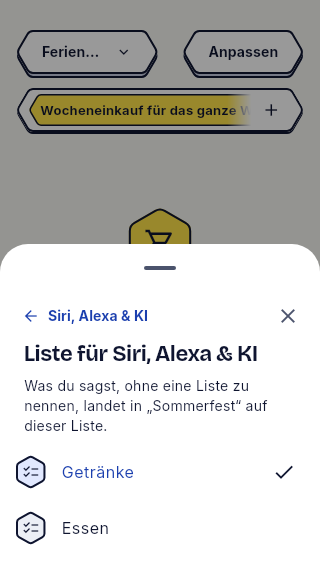 Ferien...
Anpassen
Wocheneinkauf für das ganze W
Siri, Alexa & KI
Liste für Siri, Alexa & KI
Was du sagst, ohne eine Liste zu
nennen, landet in „Sommerfest“ auf
dieser Liste.
Getränke
Essen